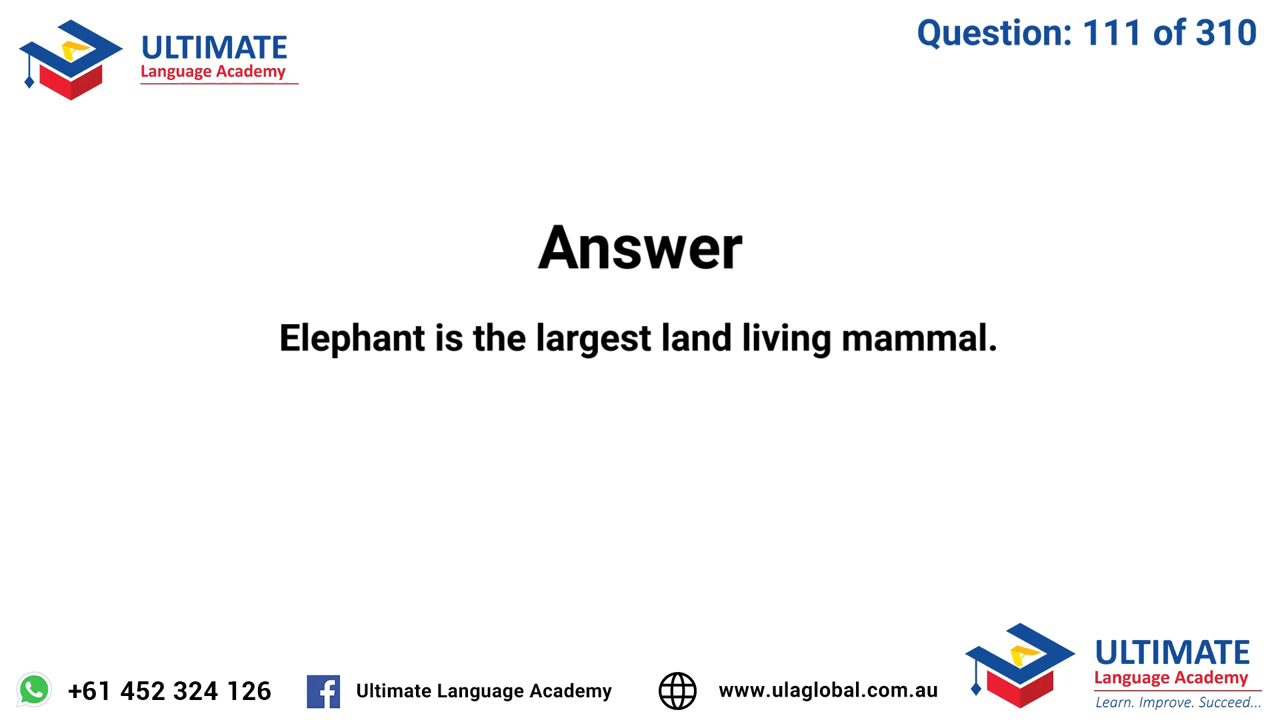 ULTIMATE
Language Academy
Question: 111 of 310
Answer
Elephant is the largest land living mammal.
+61 452 324 126
Ultimate Language Academy
www.ulaglobal.com.au
ULTIMATE
Language Academy
Learn. Improve. Succeed...